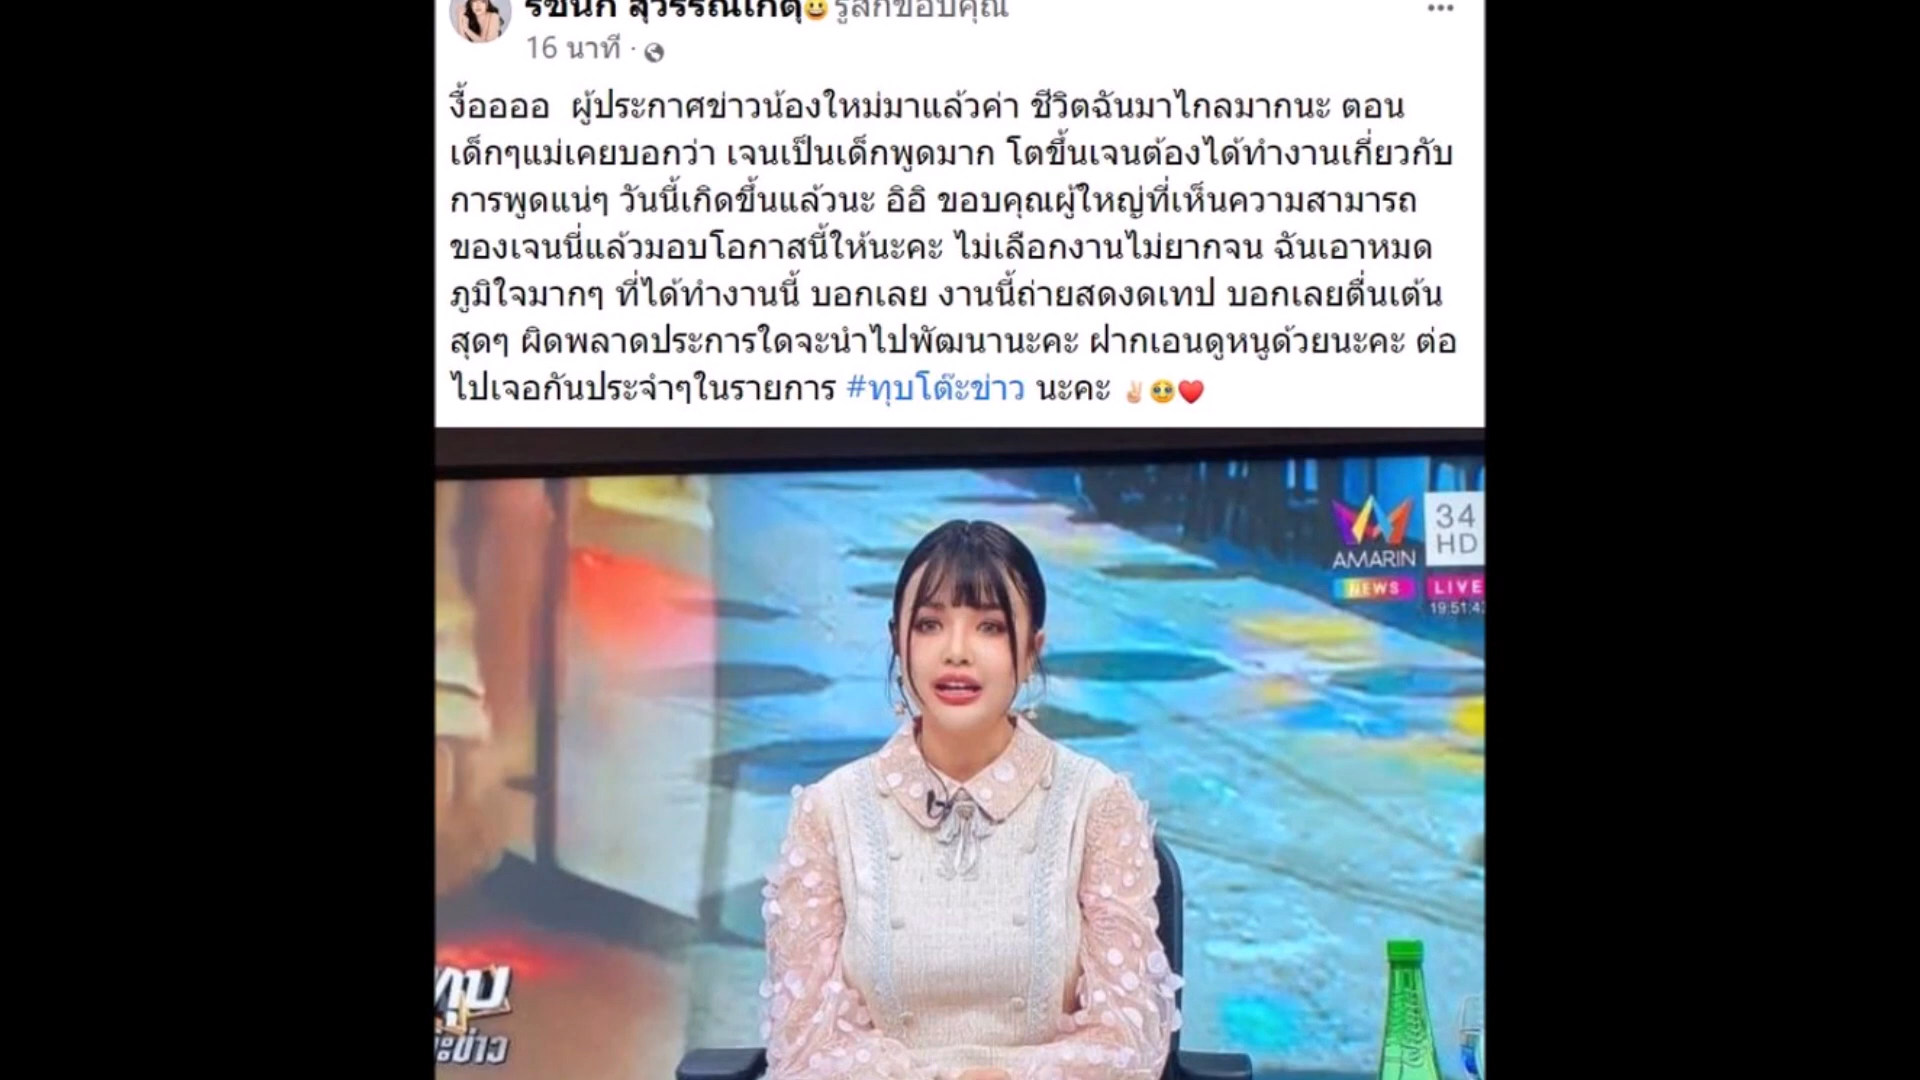 รู้สึกขอบคุณ
16 นาที ·
งื้ออออ ผู้ประกาศข่าวน้องใหม่มาแล้วค่า ชีวิตฉันมาไกลมากนะ ตอน
เด็กๆแม่เคยบอกว่า เจนเป็นเด็กพูดมาก โตขึ้นเจนต้องได้ทำงานเกี่ยวกับ
การพูดแน่ๆ วันนี้เกิดขึ้นแล้วนะ อิอิ ขอบคุณผู้ใหญ่ที่เห็นความสามารถ
ของเจนนี่แล้วมอบโอกาสนี้ให้นะคะ ไม่เลือกงานไม่ยากจน ฉันเอาหมด
ภูมิใจมากๆ ที่ได้ทำงานนี้ บอกเลย งานนี้ถ่ายสดงดเทป บอกเลยตื่นเต้น
สุดๆ ผิดพลาดประการใดจะนำไปพัฒนานะคะ ฝากเอนดูหนูด้วยนะคะ ต่อ
ไปเจอกันประจำๆในรายการ #ทุบโต๊ะข่าว นะคะ ✌🏻🥹❤️
34
HD
AMARIN
NEWS LIVE
19:51:4
ทุบ
ะข่าว